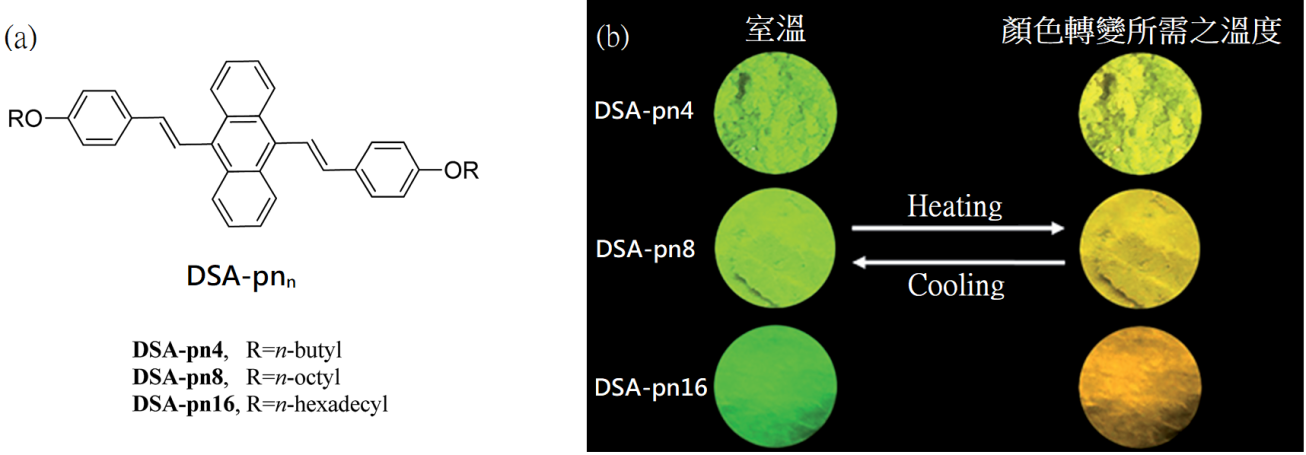 (a)
RO
OR
DSA-pnn
DSA-pn4, R=n-butyl
DSA-pn8, R=n-octyl
DSA-pn16, R=n-hexadecyl
(b)
室溫
顏色轉變所需之溫度
DSA-pn4
DSA-pn8
Heating
Cooling
DSA-pn16